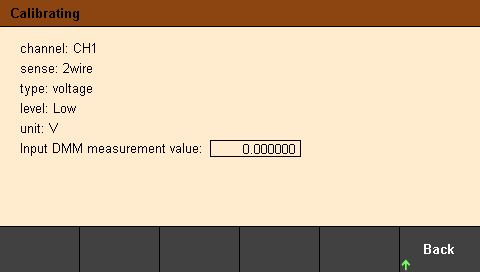 Calibrating
channel: CH1
sense: 2wire
type: voltage
level: Low
unit: V
Input DMM measurement value: 0.000000
Back